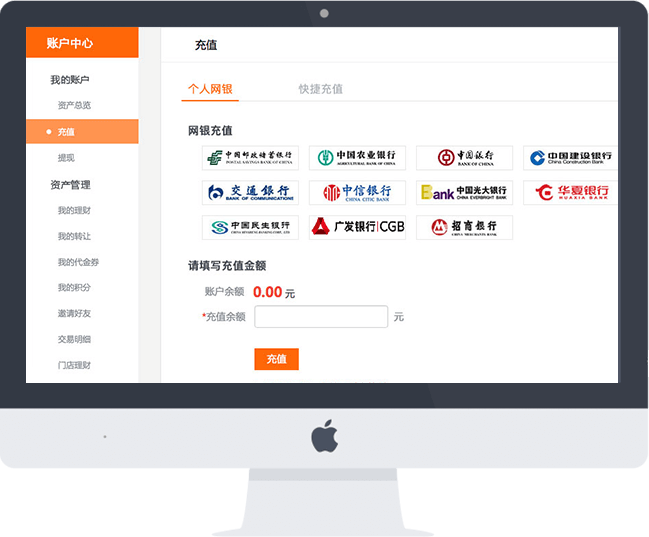 账户中心
充值
我的账户
资产总览
充值
提现
资产管理
我的理财
我的转让
我的代金券
我的积分
邀请好友
交易明细
门店理财
个人网银
快捷充值
网银充值
中国邮政储蓄银行
POSTAL SAVINGS BANK OF CHINA
中国农业银行
AGRICULTURAL BANK OF CHINA
中国银行
BANK OF CHINA
中国建设银行
China Construction Bank
交通银行
BANK OF COMMUNICATIONS
中信银行
CHINA CITIC BANK
Bank 中国光大银行
CHINA EVERBRIGHT BANK
华夏银行
HUAXIA BANK
中国民生银行
CHINA MINSHENG BANKING CORP., LTD
广发银行|CGB
招商银行
CHINA MERCHANTS BANK
请填写充值金额
账户余额 0.00 元
*充值余额 元
充值